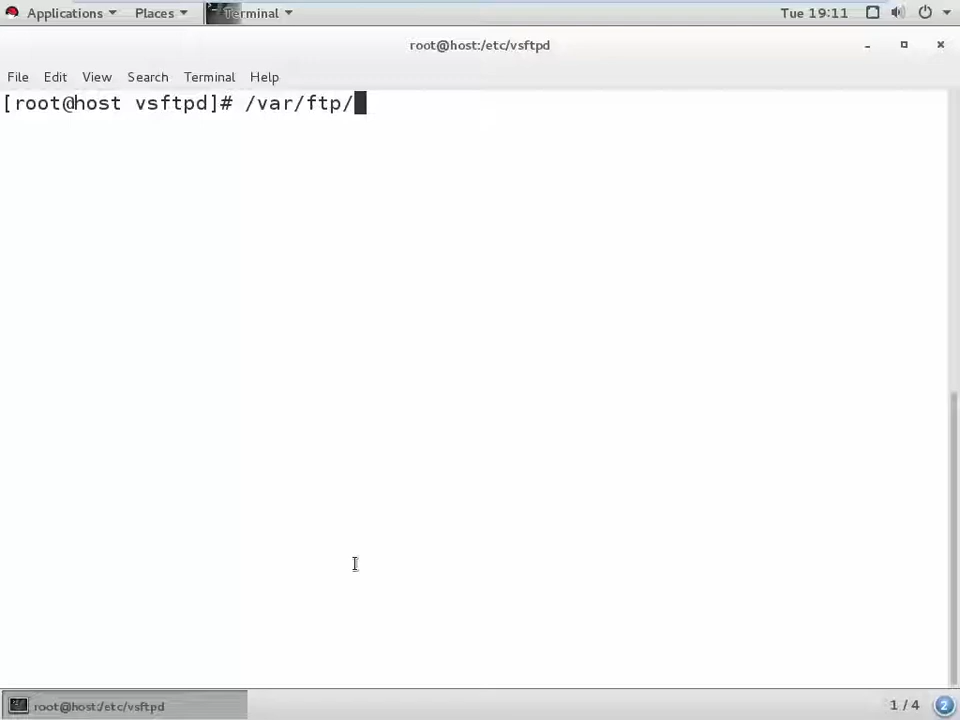 Applications Places Terminal Tue 19:11
root@host:/etc/vsftpd
File Edit View Search Terminal Help
[root@host vsftpd]# /var/ftp/
root@host:/etc/vsftpd 1 / 4 2